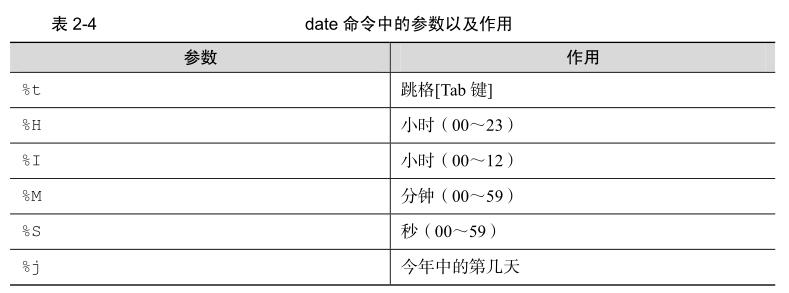 表 2-4 date 命令中的参数以及作用
参数 作用
%t 跳格[Tab 键]
%H 小时（00～23）
%I 小时（00～12）
%M 分钟（00～59）
%S 秒（00～59）
%j 今年中的第几天